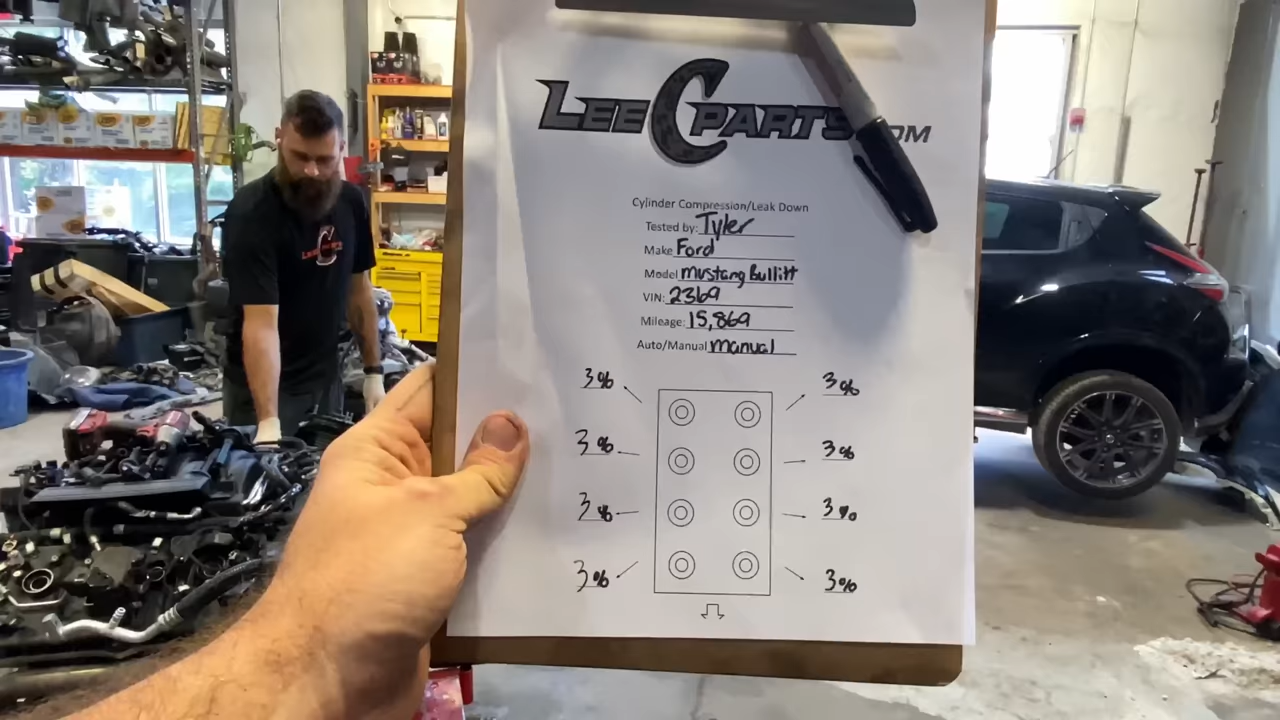 LEE C PARTS.COM
Cylinder Compression/Leak Down
Tested by: Tyler
Make Ford
Model Mustang Bullitt
VIN: 2369
Mileage: 15,869
Auto/Manual Manual
3% 3%
3% 3%
3% 3%
3% 3%